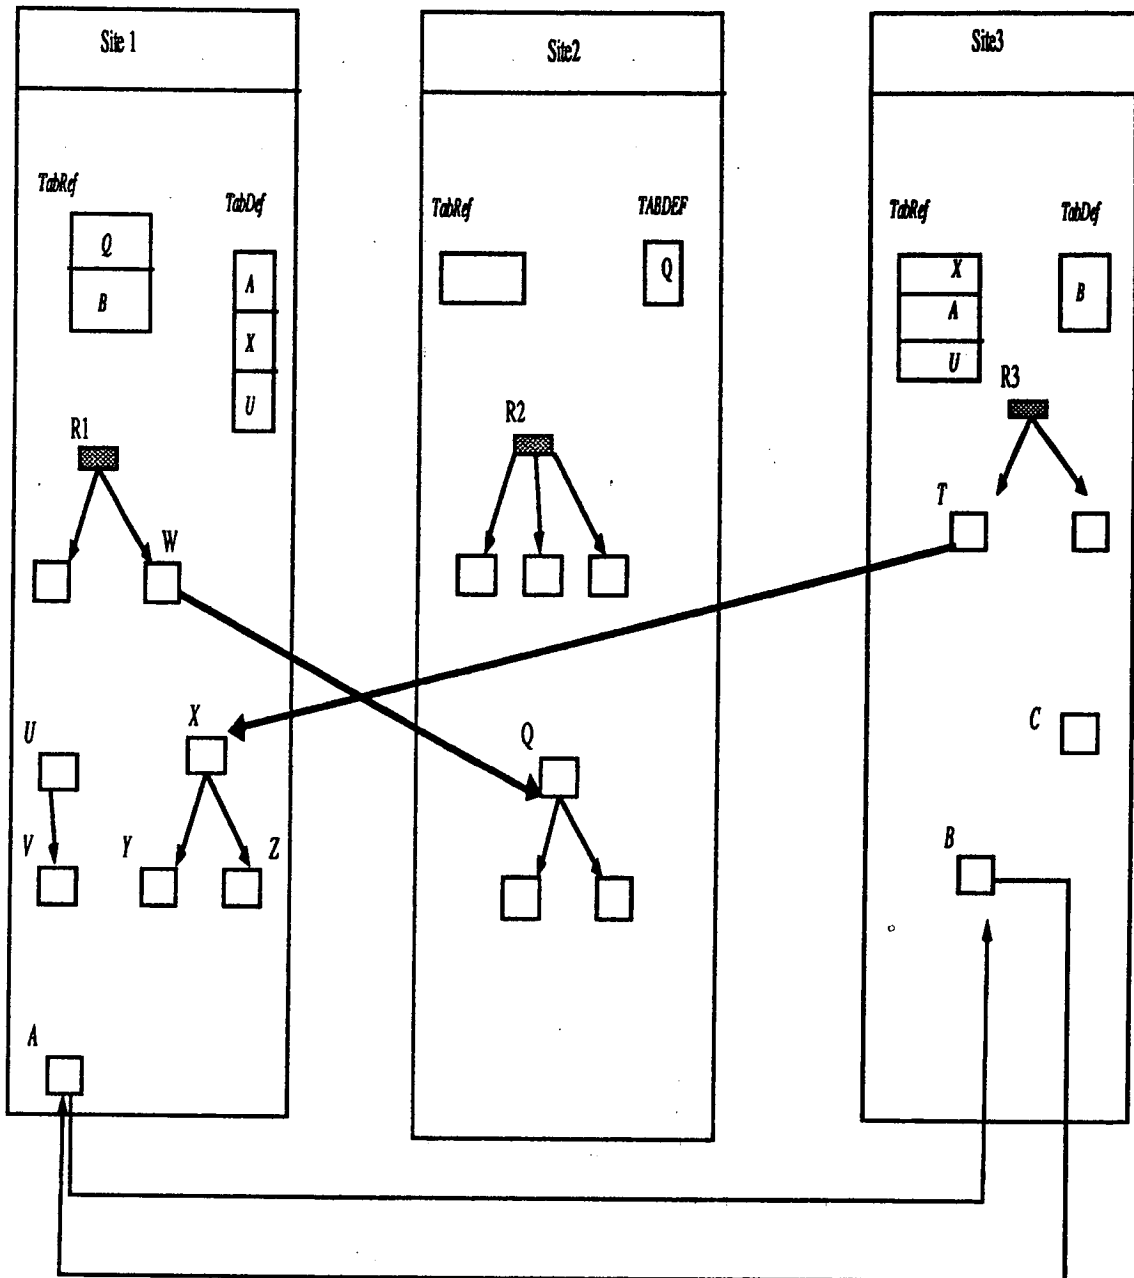 Site 1
Site2
Site3
TabRef
TabDef
Q
B
A
X
U
TabRef
TABDEF
Q
TabRef
TabDef
X
A
U
B
R1
R2
R3
W
T
U
X
Q
C
V
Y
Z
B
A